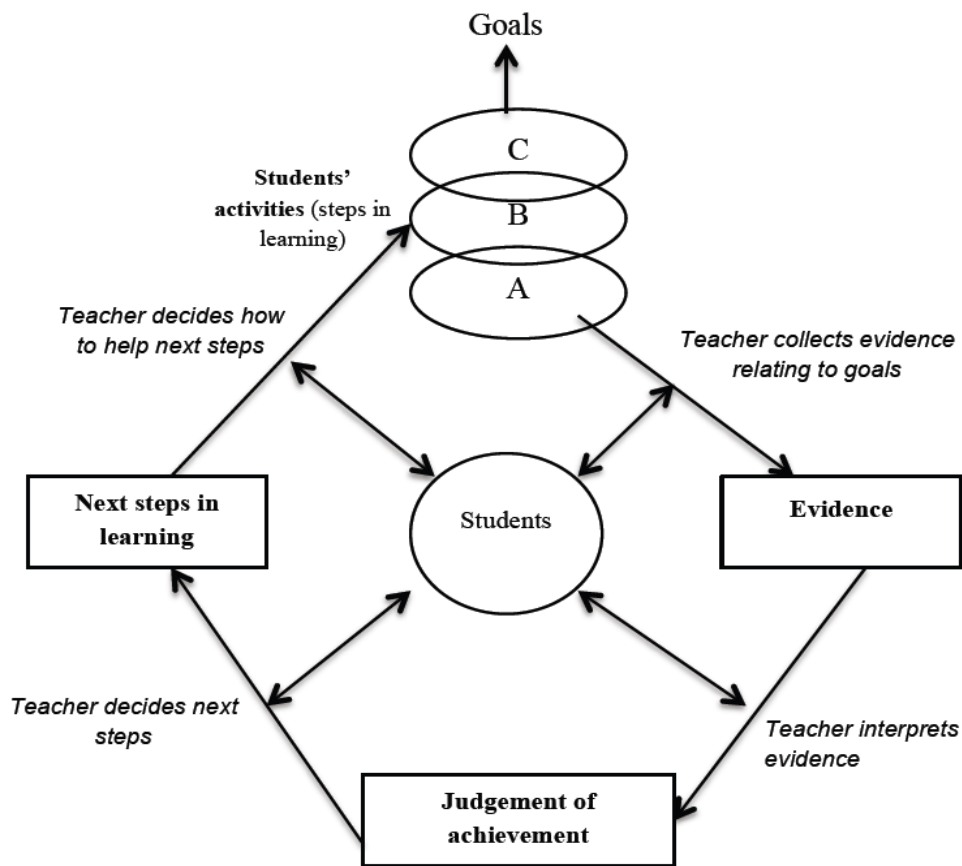 Goals
C
B
A
Students’
activities (steps in
learning)
Teacher decides how
to help next steps
Teacher collects evidence
relating to goals
Next steps in
learning
Students
Evidence
Teacher decides next
steps
Teacher interprets
evidence
Judgement of
achievement